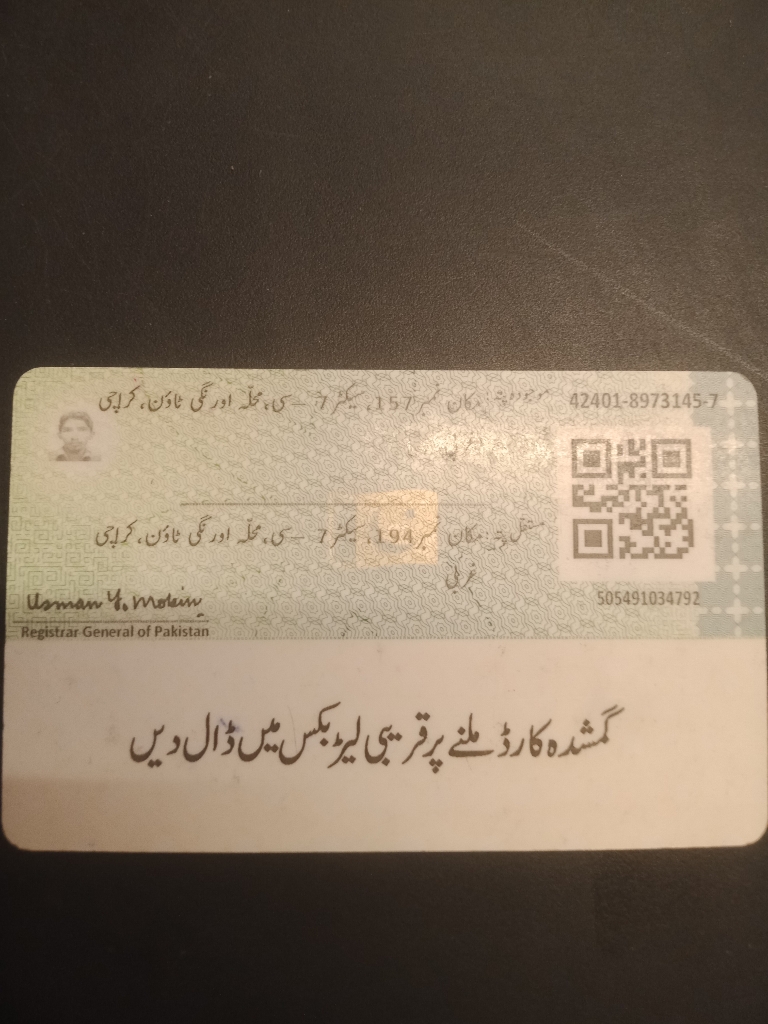 موجودہ پتہ: مکان نمبر 157، سیکٹر 7 – سی، محلّہ اورنگی ٹاؤن، کراچی
42401-8973145-7
مستقل پتہ: مکان نمبر 194، سیکٹر 7 – سی، محلّہ اورنگی ٹاؤن، کراچی
غربی
505491034792
Usman Y. Mobin
Registrar General of Pakistan
گمشدہ کارڈ ملنے پر قریبی لیٹر بکس میں ڈال دیں